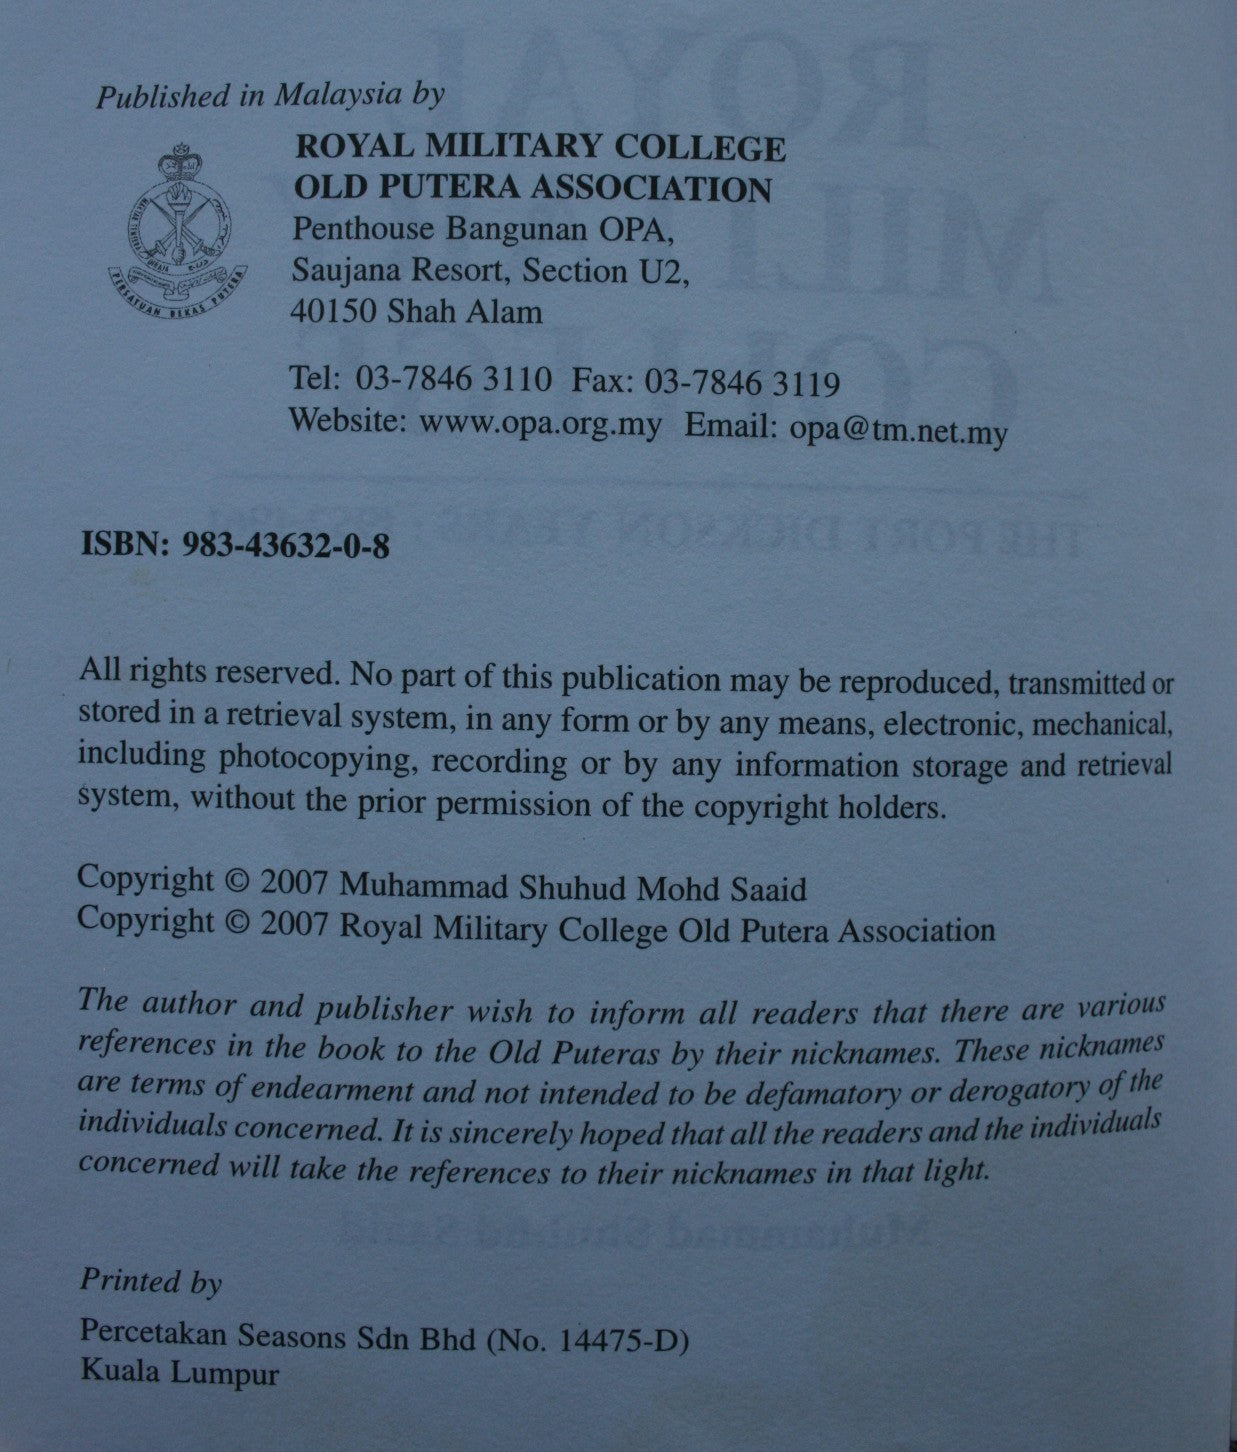 Published in Malaysia by
ROYAL MILITARY COLLEGE
OLD PUTERA ASSOCIATION
Penthouse Bangunan OPA,
Saujana Resort, Section U2,
40150 Shah Alam
PERSATUAN BEKAS PUTERA
Tel: 03-7846 3110 Fax: 03-7846 3119
Website: www.opa.org.my Email: opa@tm.net.my
ISBN: 983-43632-0-8
All rights reserved. No part of this publication may be reproduced, transmitted or
stored in a retrieval system, in any form or by any means, electronic, mechanical,
including photocopying, recording or by any information storage and retrieval
system, without the prior permission of the copyright holders.
Copyright © 2007 Muhammad Shuhud Mohd Saaid
Copyright © 2007 Royal Military College Old Putera Association
The author and publisher wish to inform all readers that there are various
references in the book to the Old Puteras by their nicknames. These nicknames
are terms of endearment and not intended to be defamatory or derogatory of the
individuals concerned. It is sincerely hoped that all the readers and the individuals
concerned will take the references to their nicknames in that light.
Printed by
Percetakan Seasons Sdn Bhd (No. 14475-D)
Kuala Lumpur